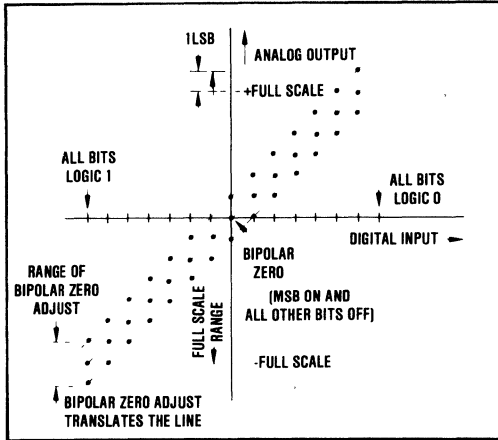 1LSB
ANALOG OUTPUT
+FULL SCALE
ALL BITS
LOGIC 1
ALL BITS
LOGIC 0
DIGITAL INPUT
BIPOLAR
ZERO
(MSB ON AND
ALL OTHER BITS OFF)
RANGE OF
BIPOLAR ZERO
ADJUST
FULL SCALE
RANGE
-FULL SCALE
BIPOLAR ZERO ADJUST
TRANSLATES THE LINE